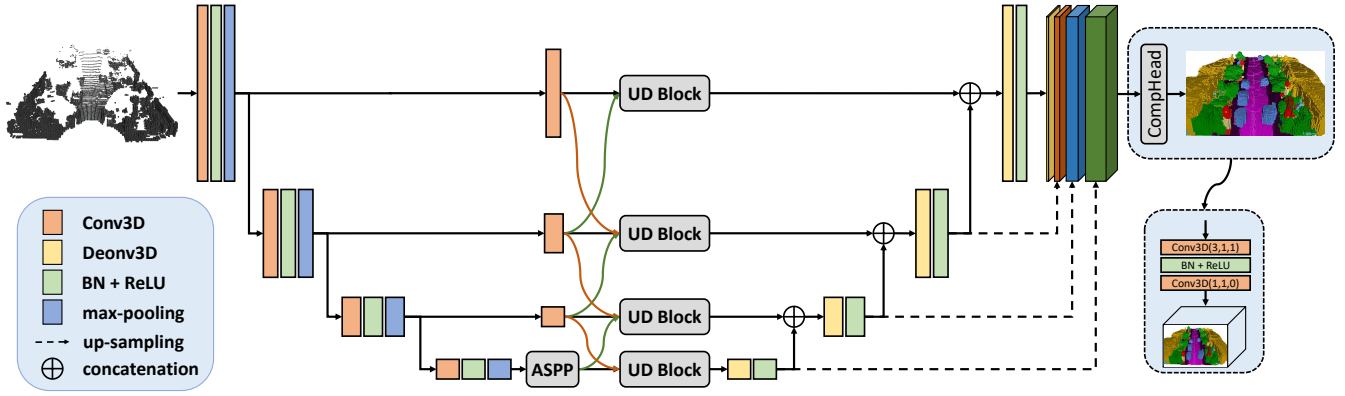 UD Block
CompHead
UD Block
Conv3D
Deonv3D
BN + ReLU
max-pooling
up-sampling
concatenation
UD Block
ASPP
UD Block
Conv3D(3,1,1)
BN + ReLU
Conv3D(1,1,0)